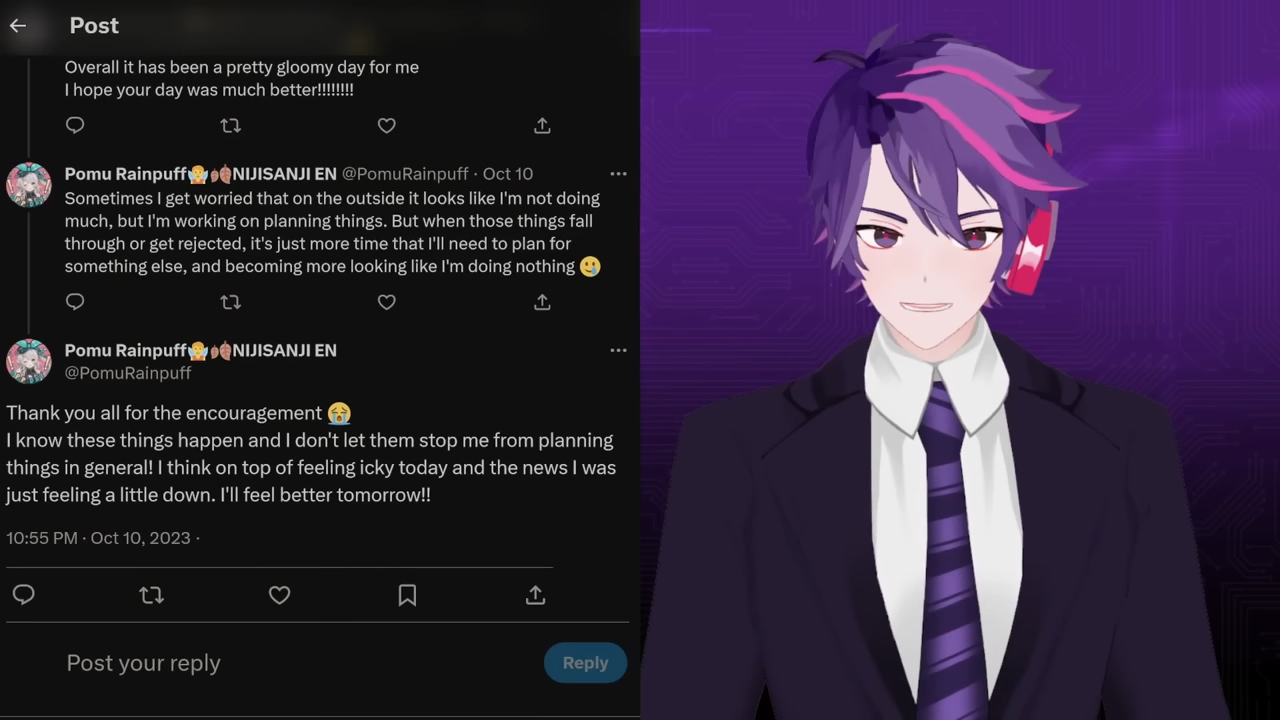 Post
Overall it has been a pretty gloomy day for me
I hope your day was much better!!!!!!!!
Pomu Rainpuff🧚🍂NIJISANJI EN @PomuRainpuff · Oct 10
Sometimes I get worried that on the outside it looks like I'm not doing
much, but I'm working on planning things. But when those things fall
through or get rejected, it's just more time that I'll need to plan for
something else, and becoming more looking like I'm doing nothing 🥲
Pomu Rainpuff🧚🍂NIJISANJI EN
@PomuRainpuff
Thank you all for the encouragement 😭
I know these things happen and I don't let them stop me from planning
things in general! I think on top of feeling icky today and the news I was
just feeling a little down. I'll feel better tomorrow!!
10:55 PM · Oct 10, 2023 ·
Post your reply
Reply